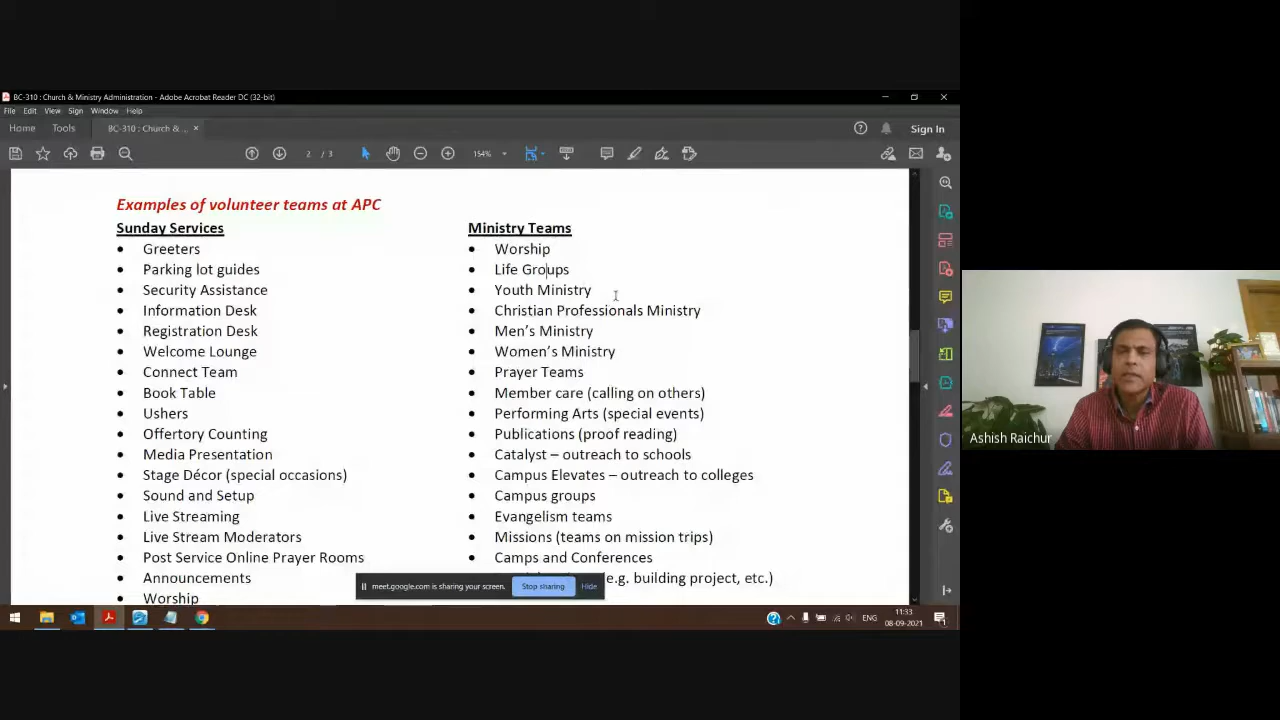 BC-310 : Church & Ministry Administration - Adobe Acrobat Reader DC (32-bit)
File Edit View Sign Window Help
Home Tools BC-310 : Church & ... × Sign In
2 / 3 154%
Examples of volunteer teams at APC
Sunday Services
• Greeters
• Parking lot guides
• Security Assistance
• Information Desk
• Registration Desk
• Welcome Lounge
• Connect Team
• Book Table
• Ushers
• Offertory Counting
• Media Presentation
• Stage Décor (special occasions)
• Sound and Setup
• Live Streaming
• Live Stream Moderators
• Post Service Online Prayer Rooms
• Announcements
• Worship
Ministry Teams
• Worship
• Life Groups
• Youth Ministry
• Christian Professionals Ministry
• Men's Ministry
• Women's Ministry
• Prayer Teams
• Member care (calling on others)
• Performing Arts (special events)
• Publications (proof reading)
• Catalyst – outreach to schools
• Campus Elevates – outreach to colleges
• Campus groups
• Evangelism teams
• Missions (teams on mission trips)
• Camps and Conferences
e.g. building project, etc.)
meet.google.com is sharing your screen. Stop sharing Hide
ENG 11:33
08-09-2021
Ashish Raichur